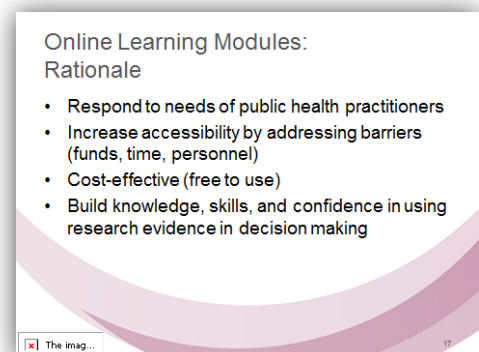 Online Learning Modules:
Rationale
• Respond to needs of public health practitioners
• Increase accessibility by addressing barriers
(funds, time, personnel)
• Cost-effective (free to use)
• Build knowledge, skills, and confidence in using
research evidence in decision making
The imag...
17